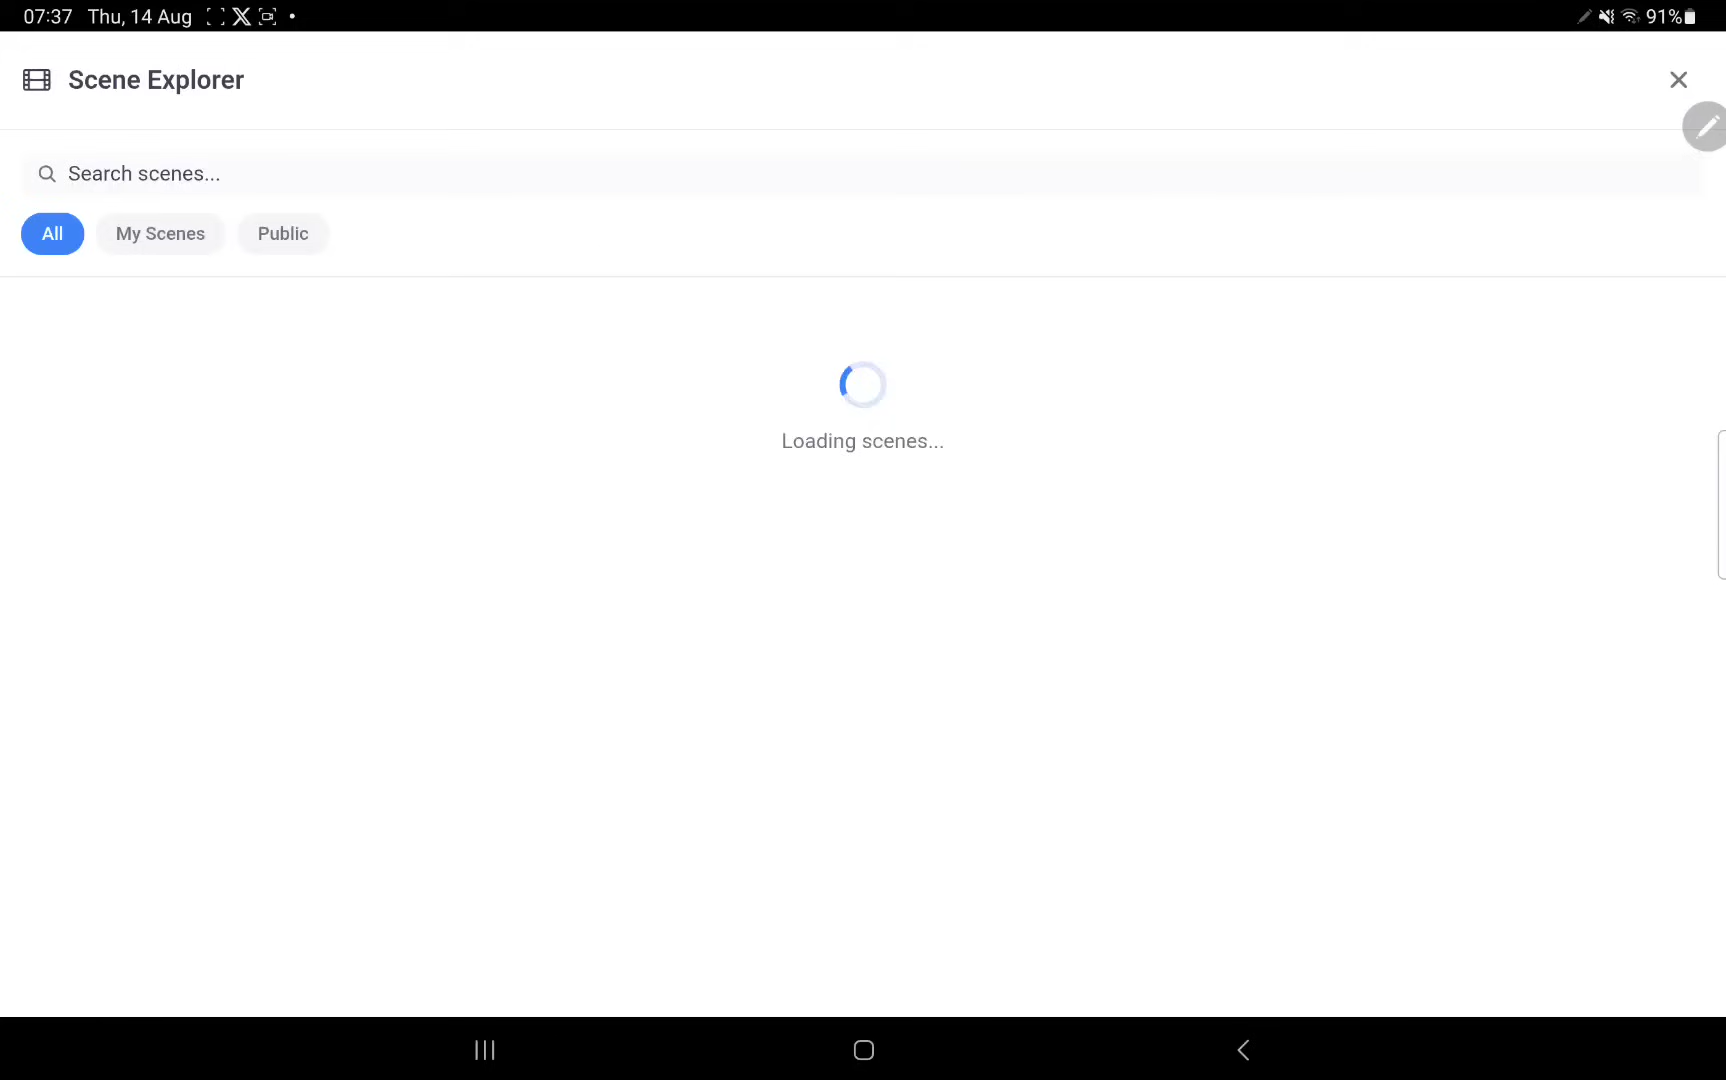 07:37 Thu, 14 Aug
91%
Scene Explorer
Search scenes...
All My Scenes Public
Loading scenes...